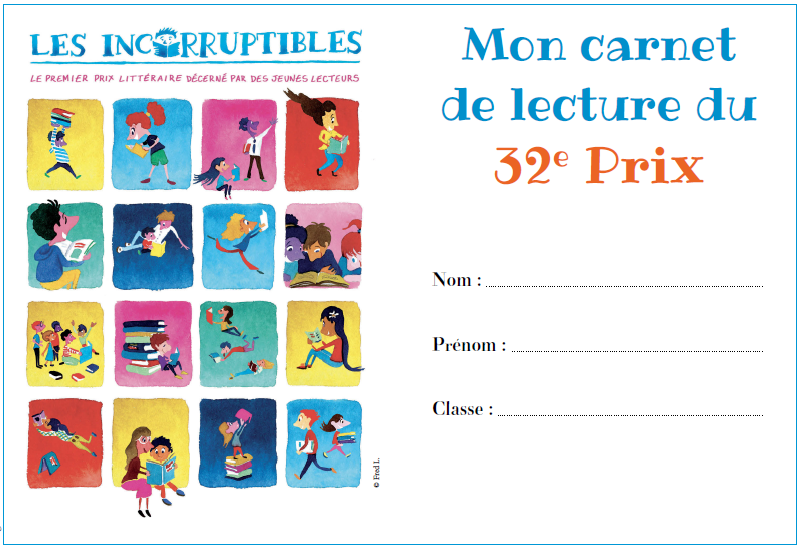 LES INCORRUPTIBLES
LE PREMIER PRIX LITTÉRAIRE DÉCERNÉ PAR DES JEUNES LECTEURS
© Fred L.
Mon carnet
de lecture du
32e Prix
Nom :
Prénom :
Classe :